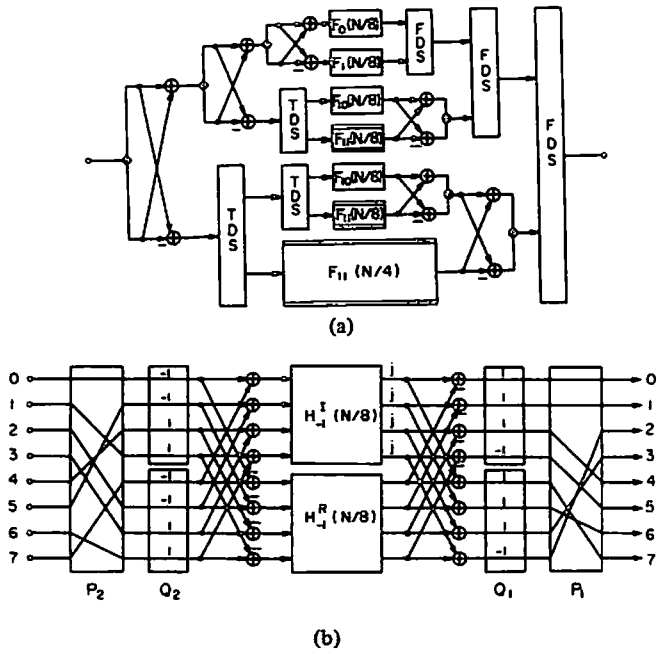 F₀(N/8)
F₁(N/8)
FDS
FDS
FDS
TDS
F₁₀(N/8)
F₁₁(N/8)
TDS
TDS
F₁₀(N/8)
F₁₁(N/8)
F₁₁(N/4)
(a)
0 -1 j 1 0
1 -1 j 1 1
2 1 j 2
3 1 j -1 3
4 -1 1 4
5 -1 1 5
6 1 1 6
7 1 -1 7
H₋₁ᴵ(N/8)
H₋₁ᴿ(N/8)
P₂ Q₂ Q₁ P₁
(b)